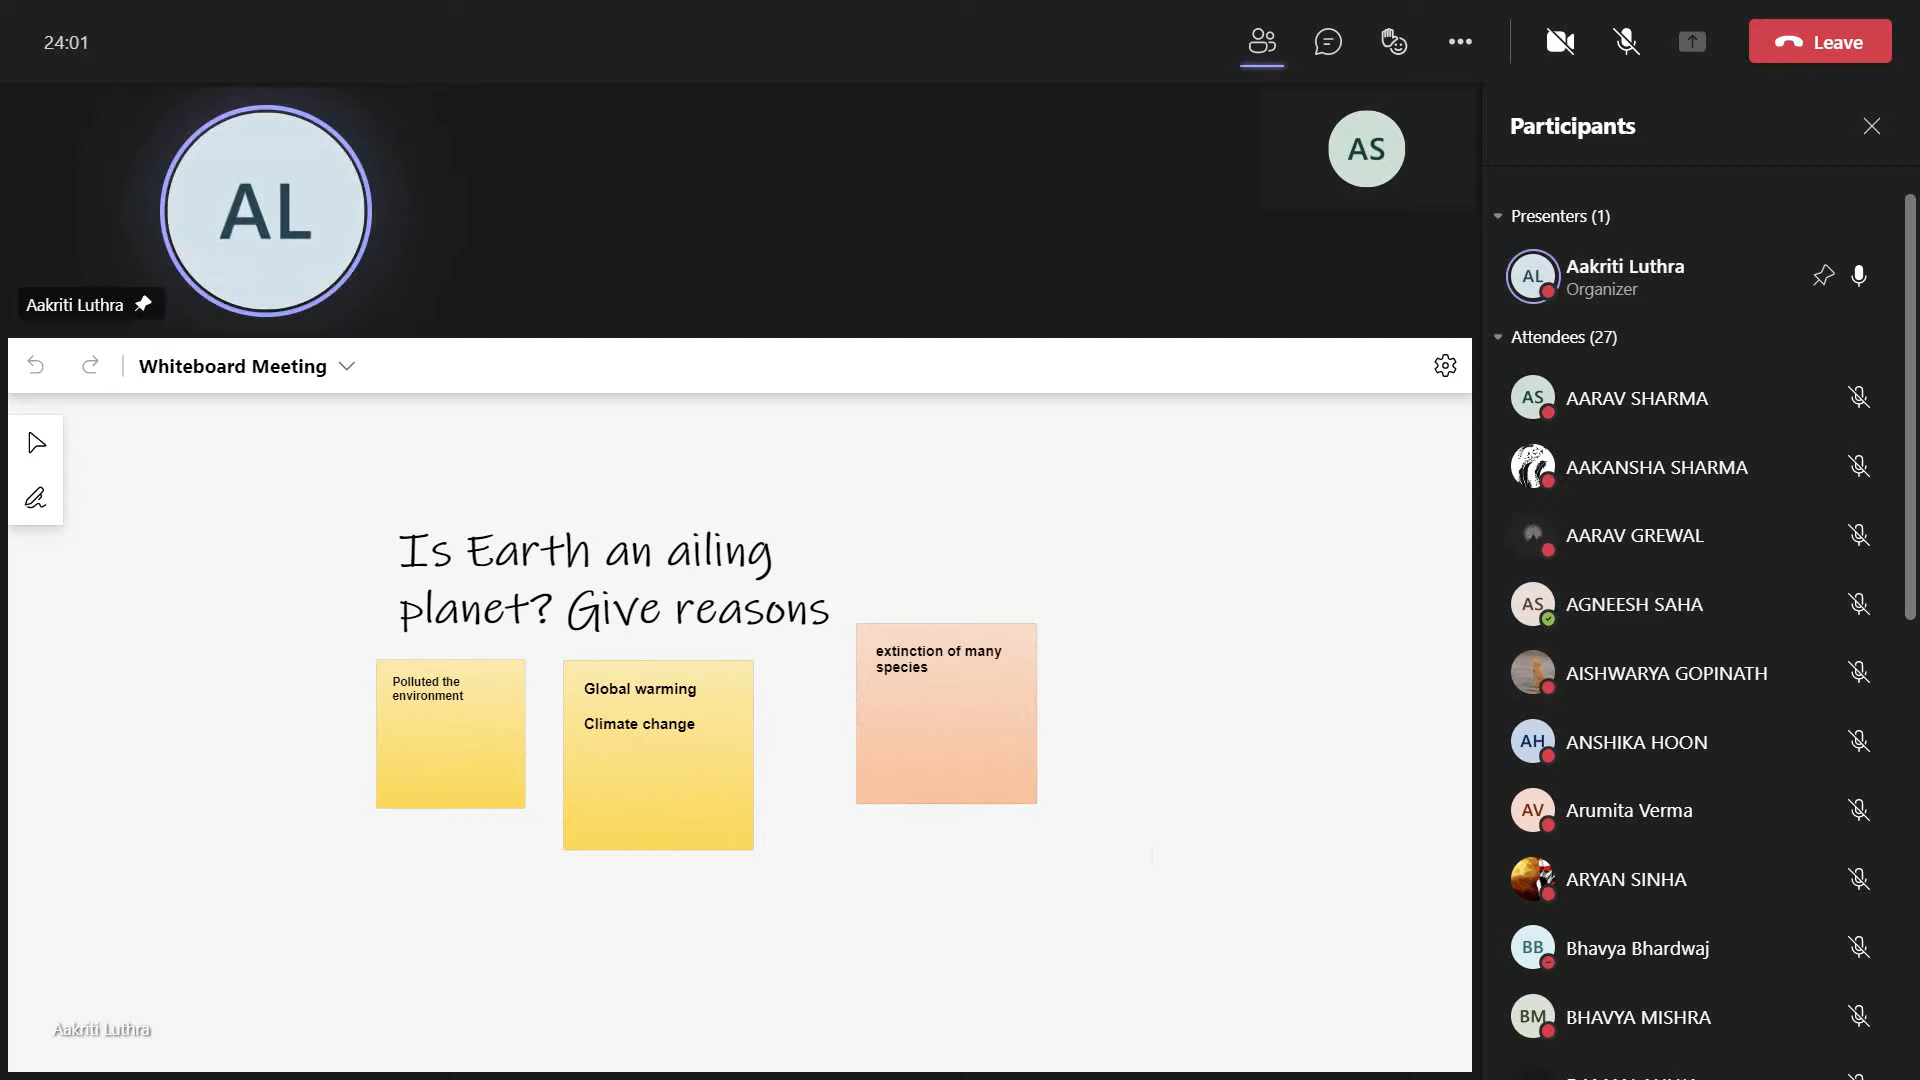 24:01
Leave
AL
AS
Aakriti Luthra
Participants
Presenters (1)
AL
Aakriti Luthra
Organizer
Attendees (27)
AS
AARAV SHARMA
AAKANSHA SHARMA
AARAV GREWAL
AS
AGNEESH SAHA
AISHWARYA GOPINATH
AH
ANSHIKA HOON
AV
Arumita Verma
ARYAN SINHA
BB
Bhavya Bhardwaj
BM
BHAVYA MISHRA
Whiteboard Meeting
Is Earth an ailing
planet? Give reasons
Polluted the
environment
Global warming
Climate change
extinction of many
species
Aakriti Luthra